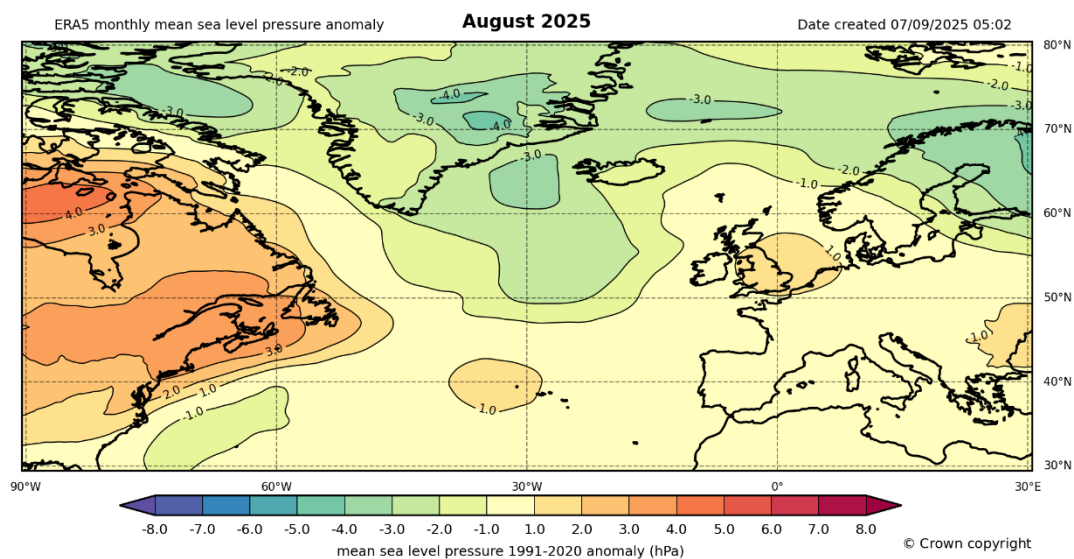 ERA5 monthly mean sea level pressure anomaly
August 2025
Date created 07/09/2025 05:02
80°N
70°N
60°N
50°N
40°N
30°N
-2.0
-2.0
-1.0
-2.0
-4.0
-3.0
-3.0
-3.0
-3.0
-4.0
-3.0
-2.0
-1.0
4.0
3.0
1.0
1.0
3.0
2.0
1.0
-1.0
1.0
90°W
60°W
30°W
0°
30°E
-8.0 -7.0 -6.0 -5.0 -4.0 -3.0 -2.0 -1.0 1.0 2.0 3.0 4.0 5.0 6.0 7.0 8.0
mean sea level pressure 1991-2020 anomaly (hPa)
© Crown copyright